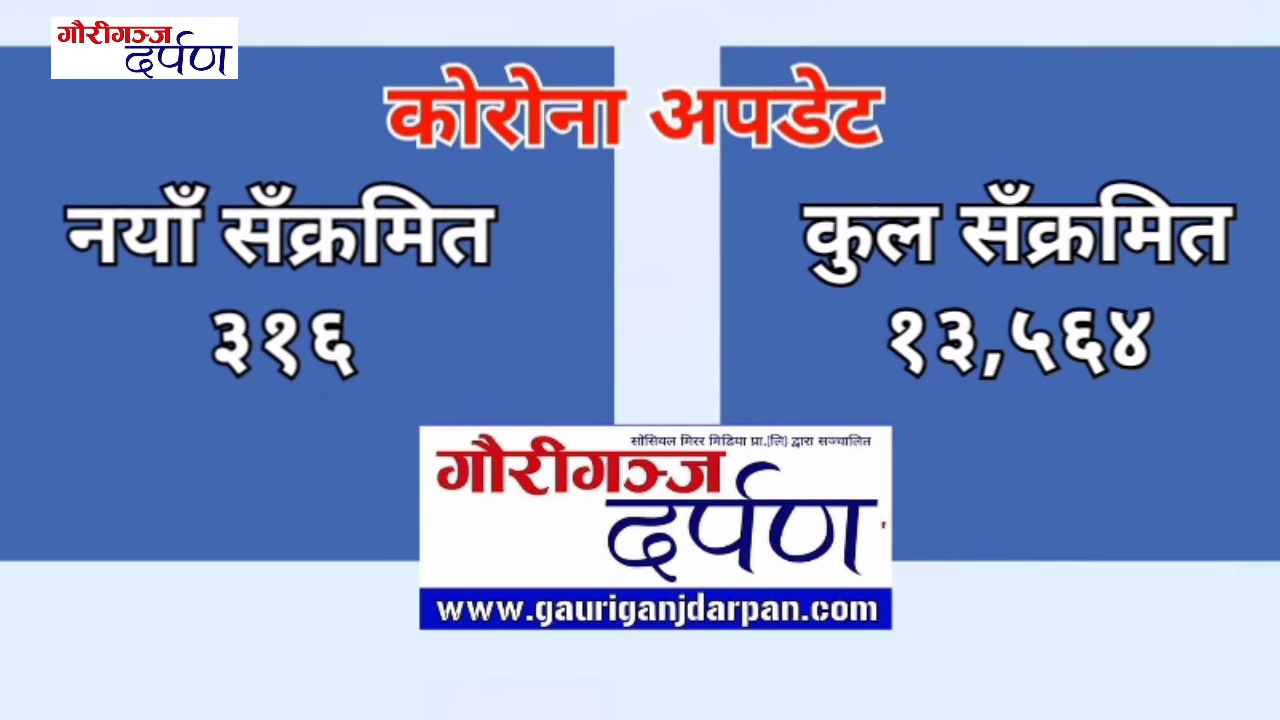 गौरीगञ्ज
दर्पण
कोरोना अपडेट
नयाँ सँक्रमित
३१६
कुल सँक्रमित
१३,५६४
सोसियल मिरर मिडिया प्रा.(लि) द्वारा सञ्चालित
गौरीगञ्ज
दर्पण
www.gauriganjdarpan.com